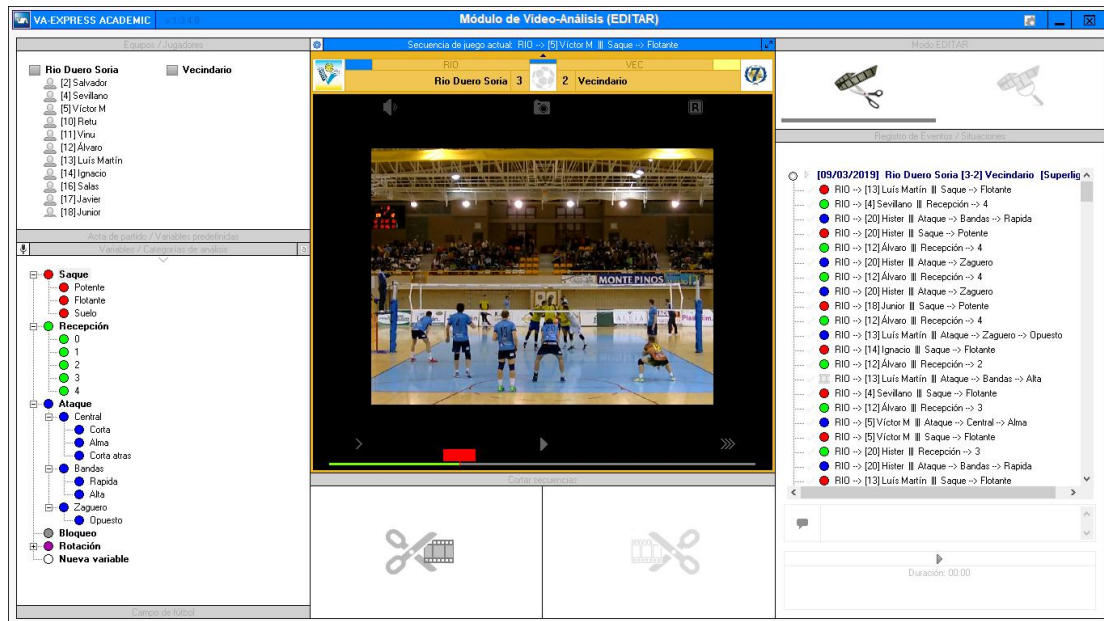 VA-EXPRESS ACADEMIC
Módulo de Vídeo-Análisis (EDITAR)
Equipos / Jugadores
Rio Duero Soria
Vecindario
[2] Salvador
[4] Sevillano
[5] Víctor M
[10] Retu
[11] Vinu
[12] Álvaro
[13] Luís Martín
[14] Ignacio
[16] Salas
[17] Javier
[18] Junior
Acta de partido / Variables predefinidas
Variables / Categorías de análisis
Saque
Potente
Flotante
Suelo
Recepción
0
1
2
3
4
Ataque
Central
Corta
Alma
Corta atras
Bandas
Rapida
Alta
Zaguero
Opuesto
Bloqueo
Rotación
Nueva variable
Campo de fútbol
Secuencia de juego actual: RIO --> [5] Víctor M ||| Saque --> Flotante
RIO
VEC
Rio Duero Soria 3
2 Vecindario
R
MONTE PINOS
Cortar secuencias
Modo EDITAR
Registro de Eventos / Situaciones
[09/03/2019] Rio Duero Soria [3-2] Vecindario [Superlig
RIO --> [13] Luís Martín ||| Saque --> Flotante
RIO --> [4] Sevillano ||| Recepción --> 4
RIO --> [20] Hister ||| Ataque --> Bandas --> Rapida
RIO --> [20] Hister ||| Saque --> Potente
RIO --> [12] Álvaro ||| Recepción --> 4
RIO --> [20] Hister ||| Ataque --> Zaguero
RIO --> [12] Álvaro ||| Recepción --> 4
RIO --> [20] Hister ||| Ataque --> Zaguero
RIO --> [18] Junior ||| Saque --> Potente
RIO --> [12] Álvaro ||| Recepción --> 4
RIO --> [13] Luís Martín ||| Ataque --> Zaguero --> Opuesto
RIO --> [14] Ignacio ||| Saque --> Flotante
RIO --> [12] Álvaro ||| Recepción --> 2
RIO --> [13] Luís Martín ||| Ataque --> Bandas --> Alta
RIO --> [4] Sevillano ||| Saque --> Flotante
RIO --> [12] Álvaro ||| Recepción --> 3
RIO --> [5] Víctor M ||| Ataque --> Central --> Alma
RIO --> [5] Víctor M ||| Saque --> Flotante
RIO --> [20] Hister ||| Recepción --> 3
RIO --> [20] Hister ||| Ataque --> Bandas --> Rapida
RIO --> [13] Luís Martín ||| Saque --> Flotante
Duración: 00:00